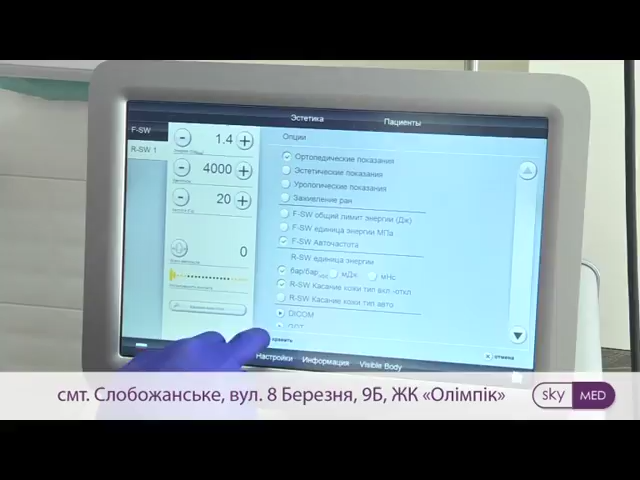 Эстетика Пациенты
F-SW
R-SW 1
1.4
4000
20
0
Опции
Ортопедические показания
Эстетические показания
Урологические показания
Заживление ран
F-SW общий лимит энергии (Дж)
F-SW единица энергии МПа
F-SW Авточастота
R-SW единица энергии
бар/бар мДж мНс
R-SW Касание кожи тип вкл.-откл
R-SW Касание кожи тип авто
DICOM
отмена
Настройки Информация Visible Body
смт. Слобожанське, вул. 8 Березня, 9Б, ЖК «Олімпік»
sky MED